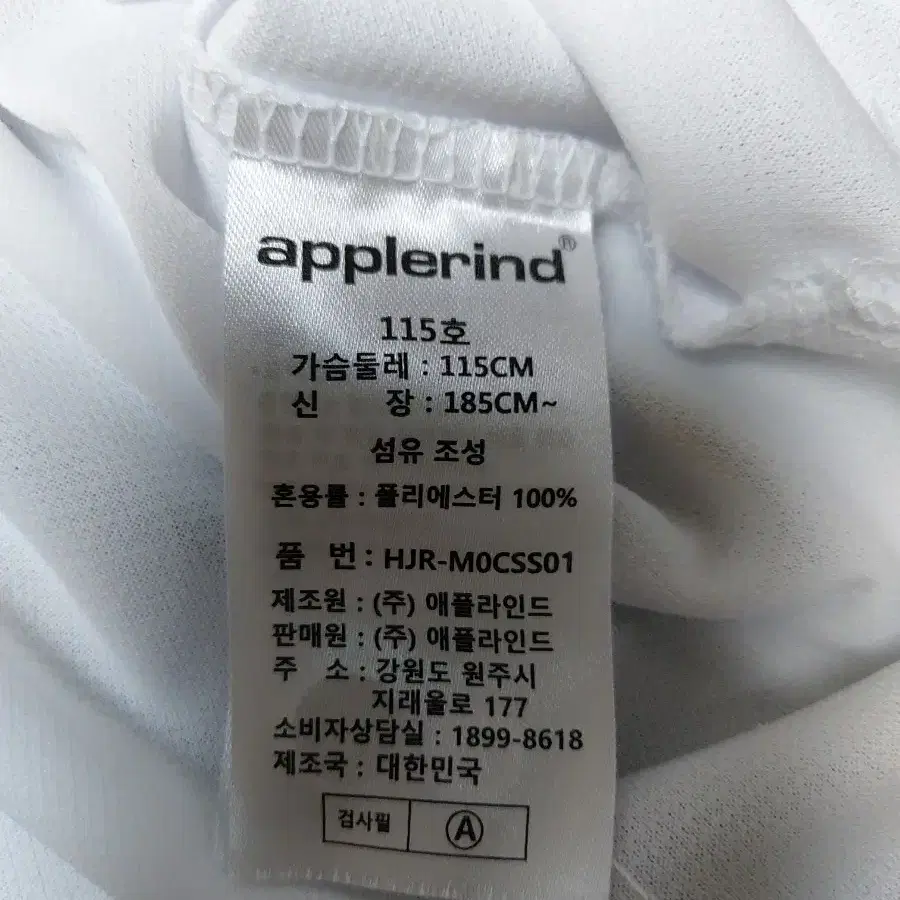 applerind®
115호
가슴둘레 : 115CM
신 장 : 185CM~
섬유 조성
혼용률 : 폴리에스터 100%
품 번 : HJR-M0CSS01
제조원 : (주) 애플라인드
판매원 : (주) 애플라인드
주 소 : 강원도 원주시
지래울로 177
소비자상담실 : 1899-8618
제조국 : 대한민국
검사필 Ⓐ